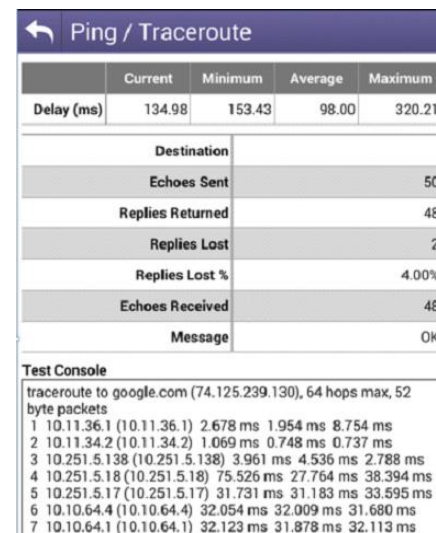 Ping / Traceroute
Current Minimum Average Maximum
Delay (ms) 134.98 153.43 98.00 320.21
Destination
Echoes Sent 50
Replies Returned 48
Replies Lost 2
Replies Lost % 4.00%
Echoes Received 48
Message OK
Test Console
traceroute to google.com (74.125.239.130), 64 hops max, 52
byte packets
1 10.11.36.1 (10.11.36.1) 2.678 ms 1.954 ms 8.754 ms
2 10.11.34.2 (10.11.34.2) 1.069 ms 0.748 ms 0.737 ms
3 10.251.5.138 (10.251.5.138) 3.961 ms 4.536 ms 2.788 ms
4 10.251.5.18 (10.251.5.18) 75.526 ms 27.764 ms 38.394 ms
5 10.251.5.17 (10.251.5.17) 31.731 ms 31.183 ms 33.595 ms
6 10.10.64.4 (10.10.64.4) 32.054 ms 32.009 ms 31.680 ms
7 10.10.64.1 (10.10.64.1) 32.123 ms 31.878 ms 32.113 ms